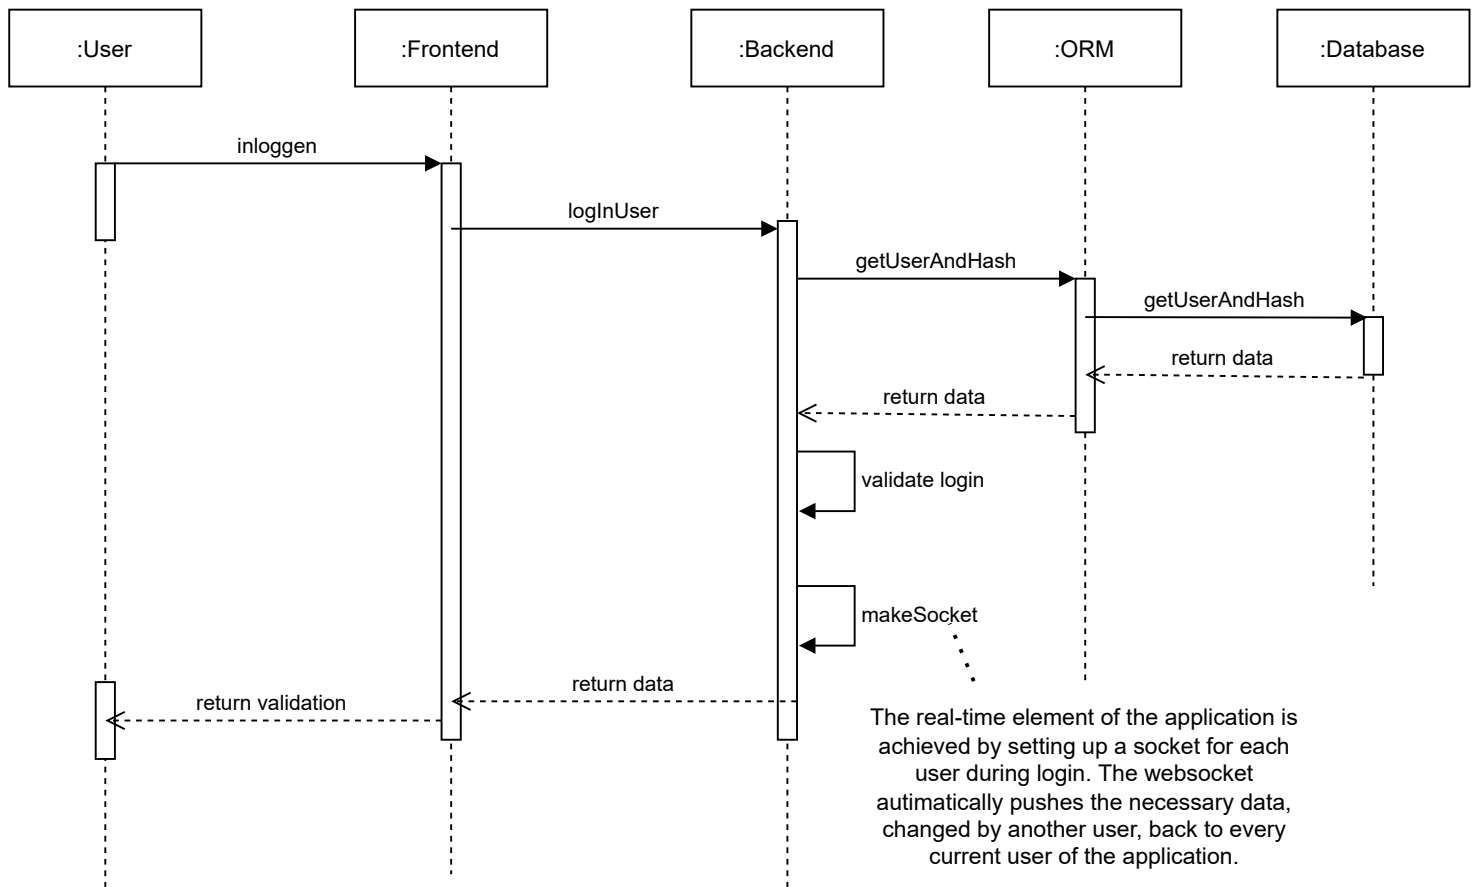 :User
:Frontend
:Backend
:ORM
:Database
inloggen
logInUser
getUserAndHash
getUserAndHash
return data
return data
validate login
makeSocket
return data
return validation
The real-time element of the application is
achieved by setting up a socket for each
user during login. The websocket
autimatically pushes the necessary data,
changed by another user, back to every
current user of the application.